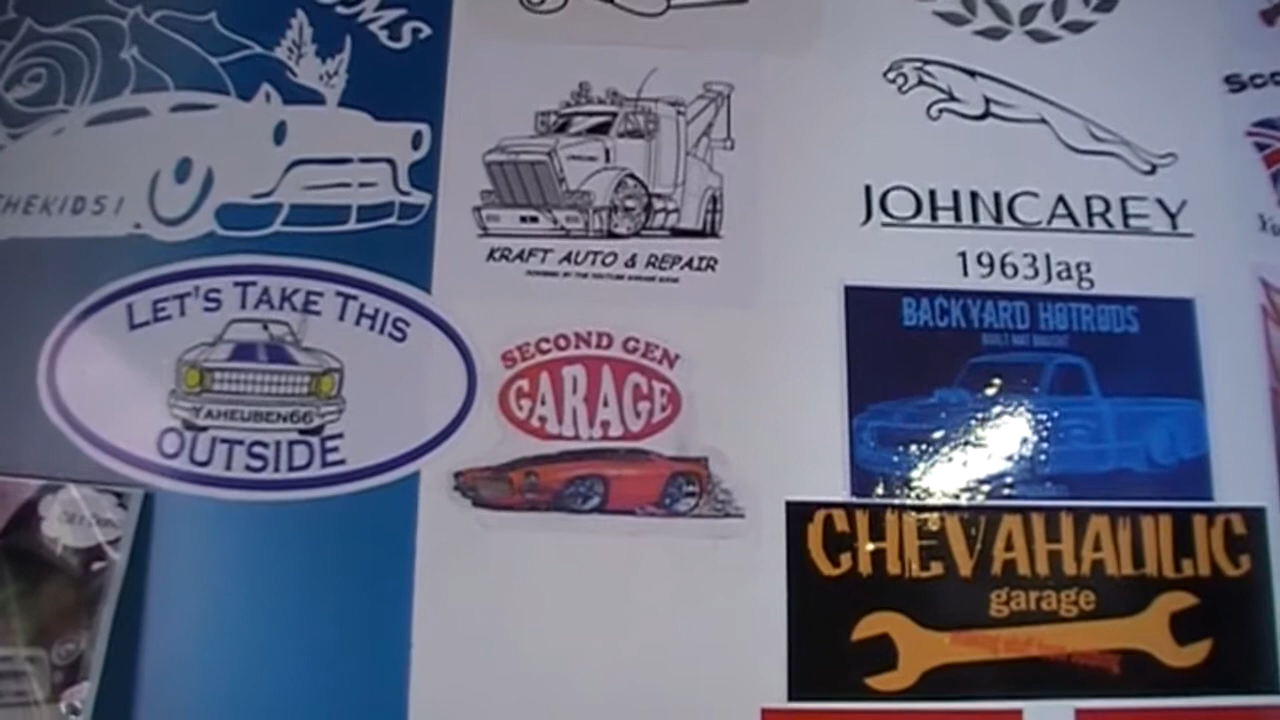 THEKIDS!
LET'S TAKE THIS
YAHEUBEN66
OUTSIDE
KRAFT AUTO & REPAIR
SECOND GEN
GARAGE
JOHNCAREY
1963Jag
BACKYARD HOTRODS
BUILT NOT BOUGHT
CHEVAHAULIC
garage